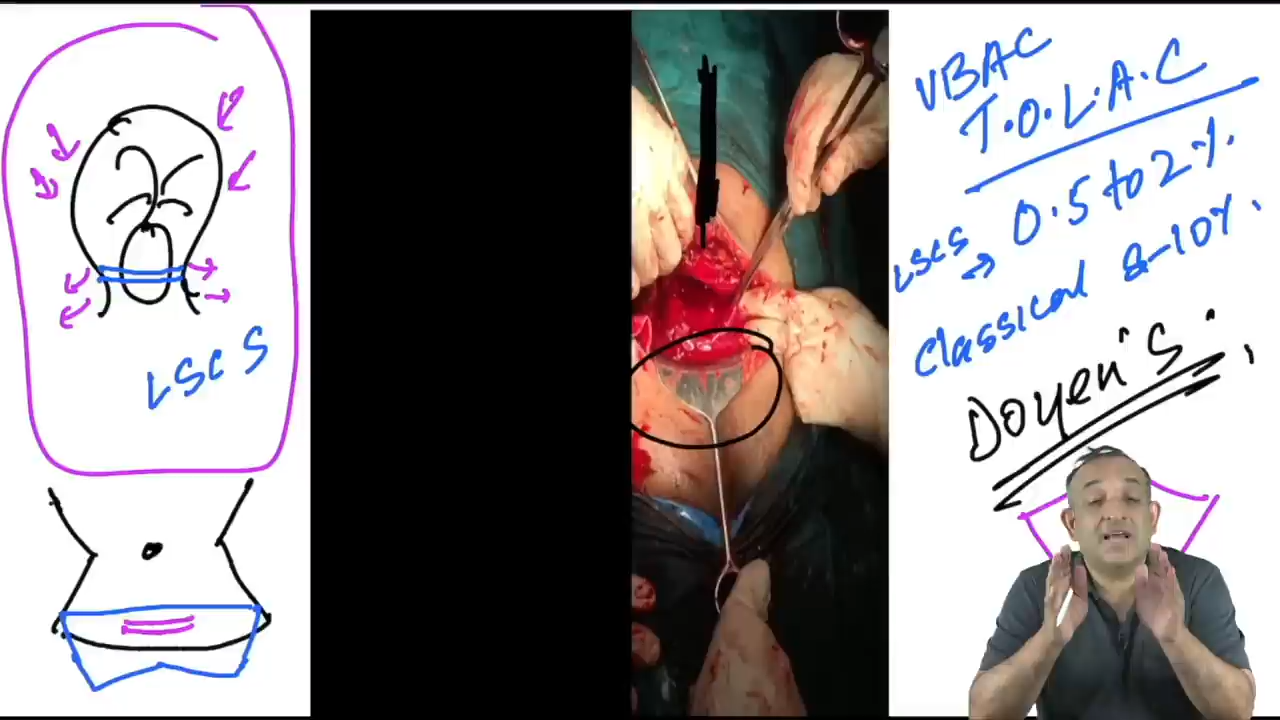 LSCS
VBAC
T.O.L.A.C
LSCS → 0.5 to 2%.
Classical 8-10%.
Doyen's.